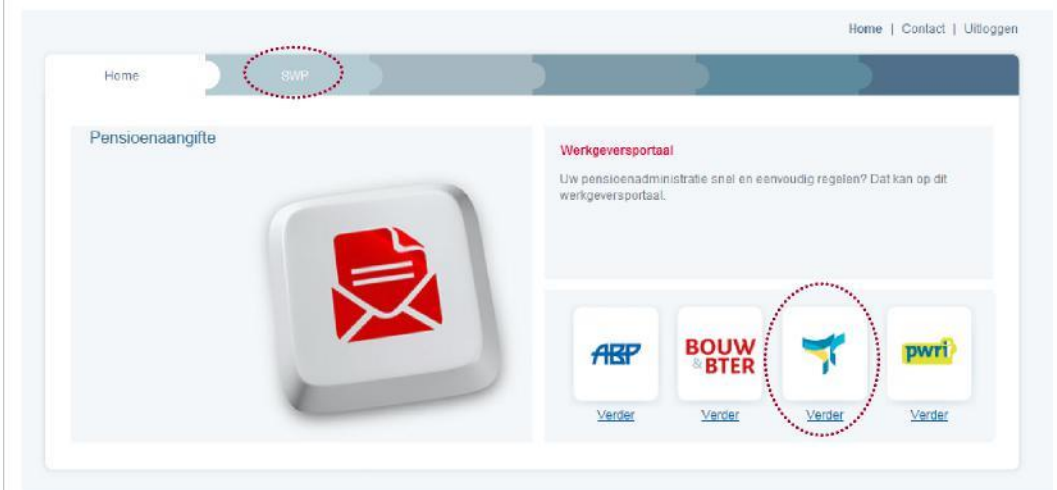 Home | Contact | Uitloggen
Home
SWP
Pensioenaangifte
Werkgeversportaal
Uw pensioenadministratie snel en eenvoudig regelen? Dat kan op dit
werkgeversportaal.
ABP
BOUW
& BTER
pwri
Verder
Verder
Verder
Verder